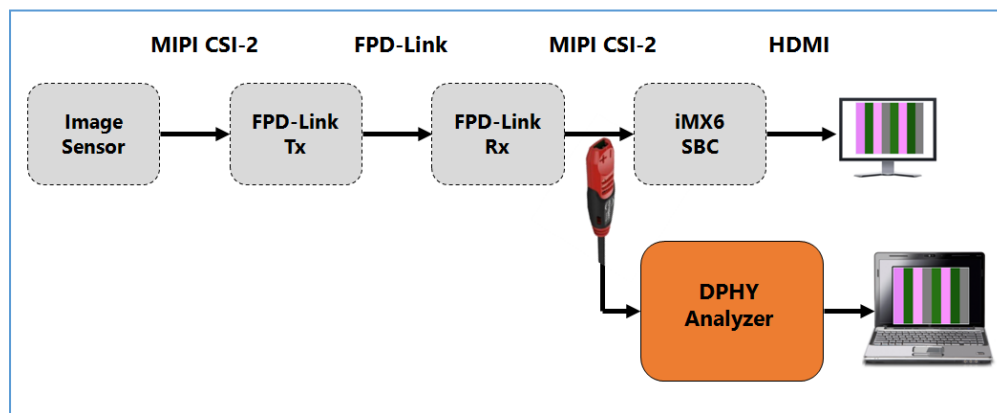 MIPI CSI-2 FPD-Link MIPI CSI-2 HDMI
Image
Sensor
FPD-Link
Tx
FPD-Link
Rx
iMX6
SBC
DPHY
Analyzer